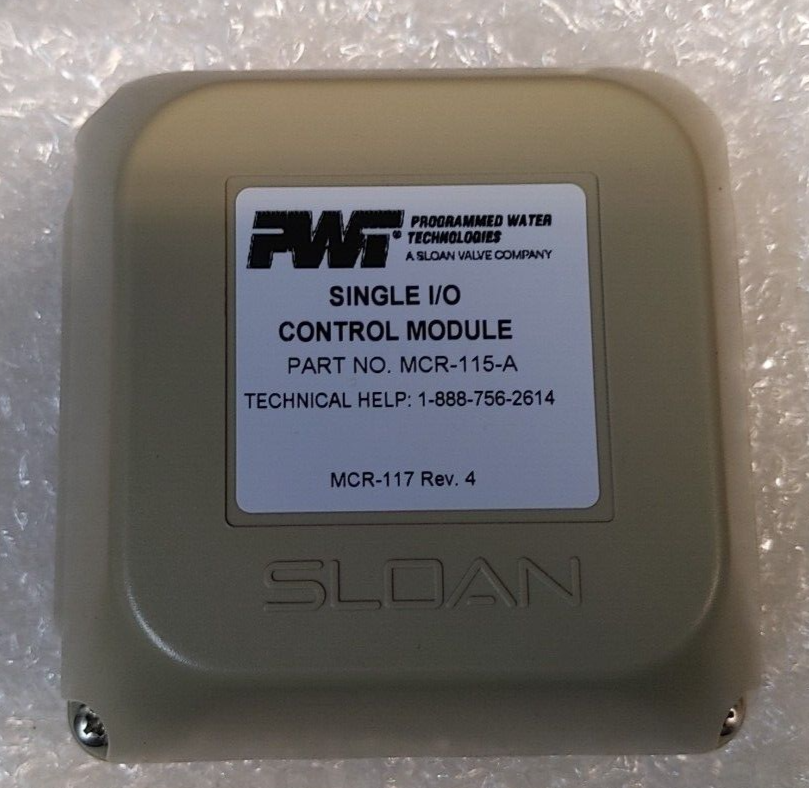 PWT® PROGRAMMED WATER
TECHNOLOGIES
A SLOAN VALVE COMPANY
SINGLE I/O
CONTROL MODULE
PART NO. MCR-115-A
TECHNICAL HELP: 1-888-756-2614
MCR-117 Rev. 4
SLOAN